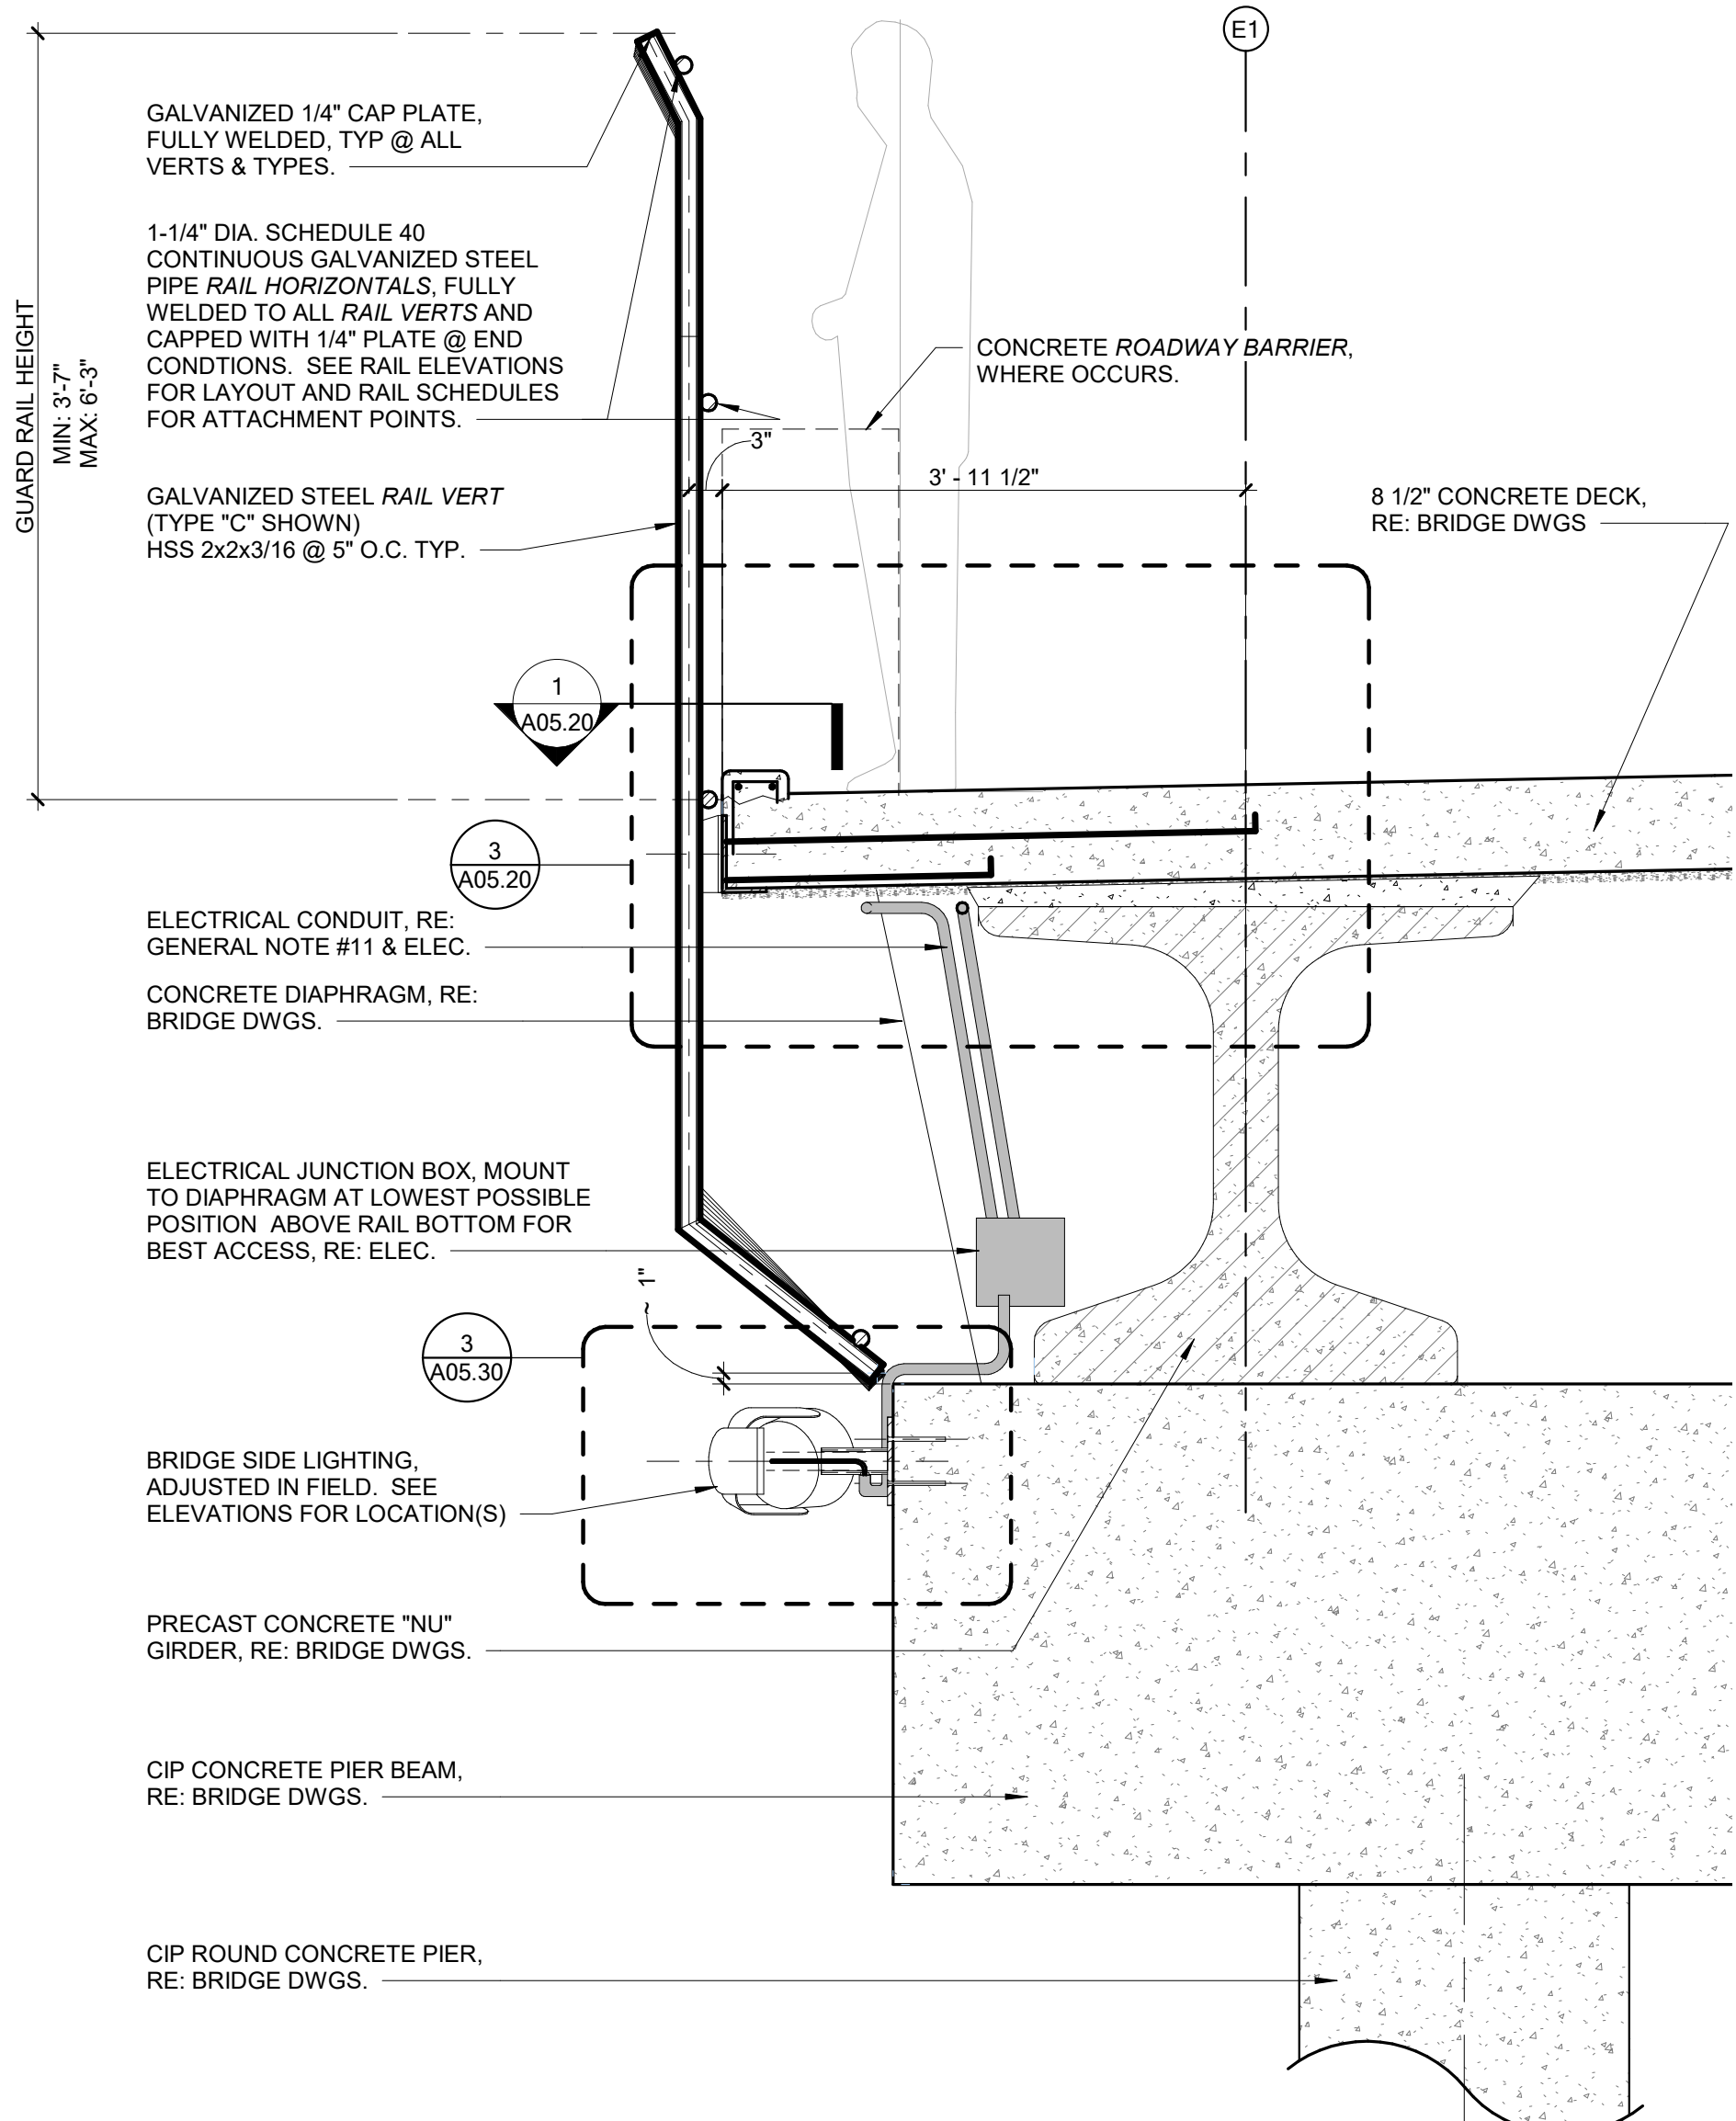 E1
GALVANIZED 1/4" CAP PLATE,
FULLY WELDED, TYP @ ALL
VERTS & TYPES.
1-1/4" DIA. SCHEDULE 40
CONTINUOUS GALVANIZED STEEL
PIPE RAIL HORIZONTALS, FULLY
WELDED TO ALL RAIL VERTS AND
CAPPED WITH 1/4" PLATE @ END
CONDTIONS.  SEE RAIL ELEVATIONS
FOR LAYOUT AND RAIL SCHEDULES
FOR ATTACHMENT POINTS.
GUARD RAIL HEIGHT
MIN: 3'-7"
MAX: 6'-3"
CONCRETE ROADWAY BARRIER,
WHERE OCCURS.
3"
3' - 11 1/2"
GALVANIZED STEEL RAIL VERT
(TYPE "C" SHOWN)
HSS 2x2x3/16 @ 5" O.C. TYP.
8 1/2" CONCRETE DECK,
RE: BRIDGE DWGS
1
A05.20
3
A05.20
ELECTRICAL CONDUIT, RE:
GENERAL NOTE #11 & ELEC.
CONCRETE DIAPHRAGM, RE:
BRIDGE DWGS.
ELECTRICAL JUNCTION BOX, MOUNT
TO DIAPHRAGM AT LOWEST POSSIBLE
POSITION  ABOVE RAIL BOTTOM FOR
BEST ACCESS, RE: ELEC.
~ 1"
3
A05.30
BRIDGE SIDE LIGHTING,
ADJUSTED IN FIELD.  SEE
ELEVATIONS FOR LOCATION(S)
PRECAST CONCRETE "NU"
GIRDER, RE: BRIDGE DWGS.
CIP CONCRETE PIER BEAM,
RE: BRIDGE DWGS.
CIP ROUND CONCRETE PIER,
RE: BRIDGE DWGS.